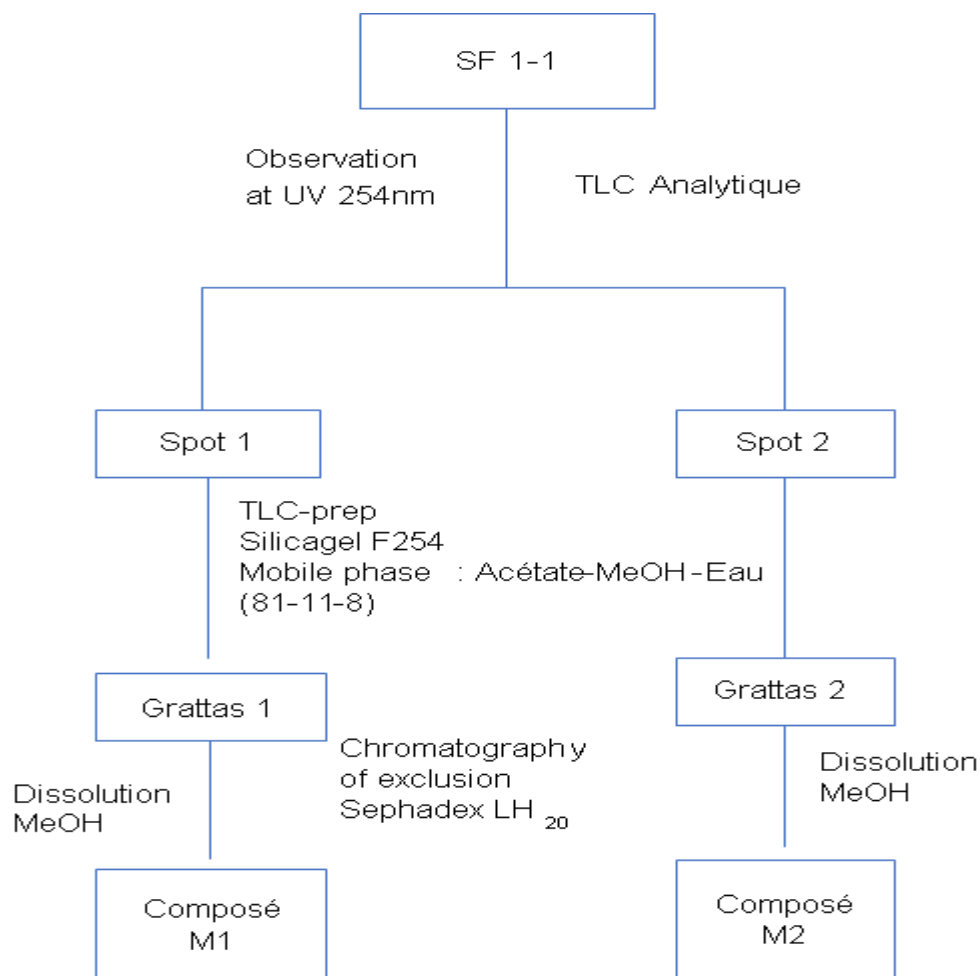 SF 1-1
Observation
at UV 254nm
TLC Analytique
Spot 1
Spot 2
TLC-prep
Silicagel F254
Mobile phase : Acétate-MeOH-Eau
(81-11-8)
Grattas 1
Grattas 2
Chromatography
of exclusion
Sephadex LH 20
Dissolution
MeOH
Dissolution
MeOH
Composé
M1
Composé
M2